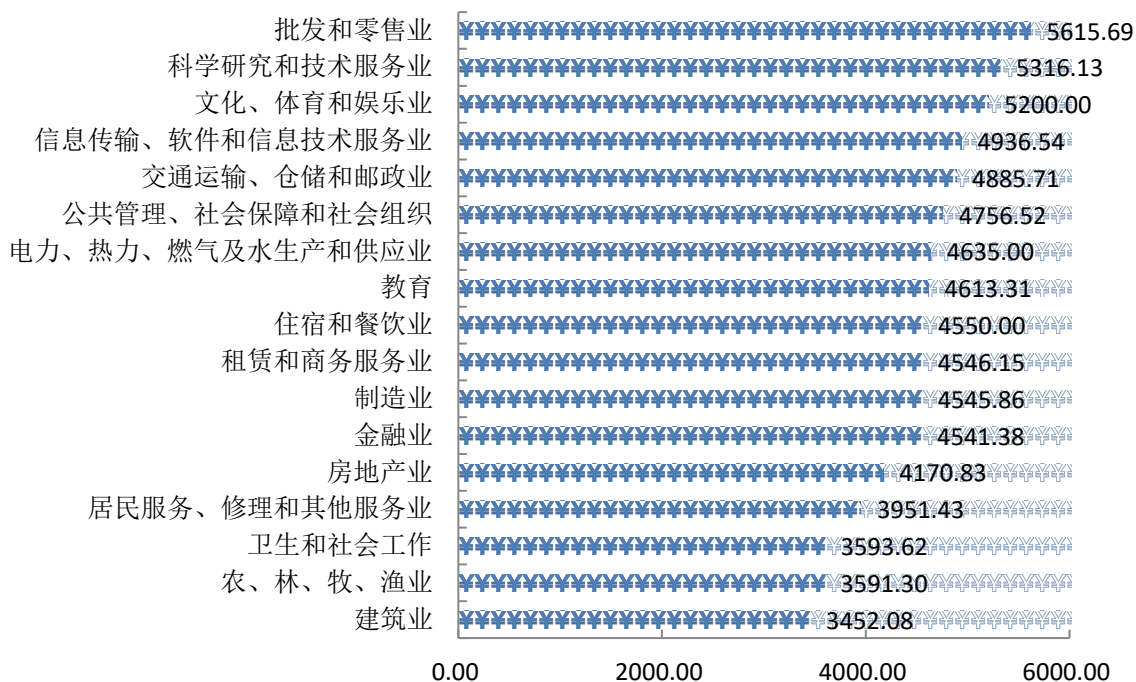 批发和零售业 5615.69
科学研究和技术服务业 5316.13
文化、体育和娱乐业 5200.00
信息传输、软件和信息技术服务业 4936.54
交通运输、仓储和邮政业 4885.71
公共管理、社会保障和社会组织 4756.52
电力、热力、燃气及水生产和供应业 4635.00
教育 4613.31
住宿和餐饮业 4550.00
租赁和商务服务业 4546.15
制造业 4545.86
金融业 4541.38
房地产业 4170.83
居民服务、修理和其他服务业 3951.43
卫生和社会工作 3593.62
农、林、牧、渔业 3591.30
建筑业 3452.08
0.00 2000.00 4000.00 6000.00